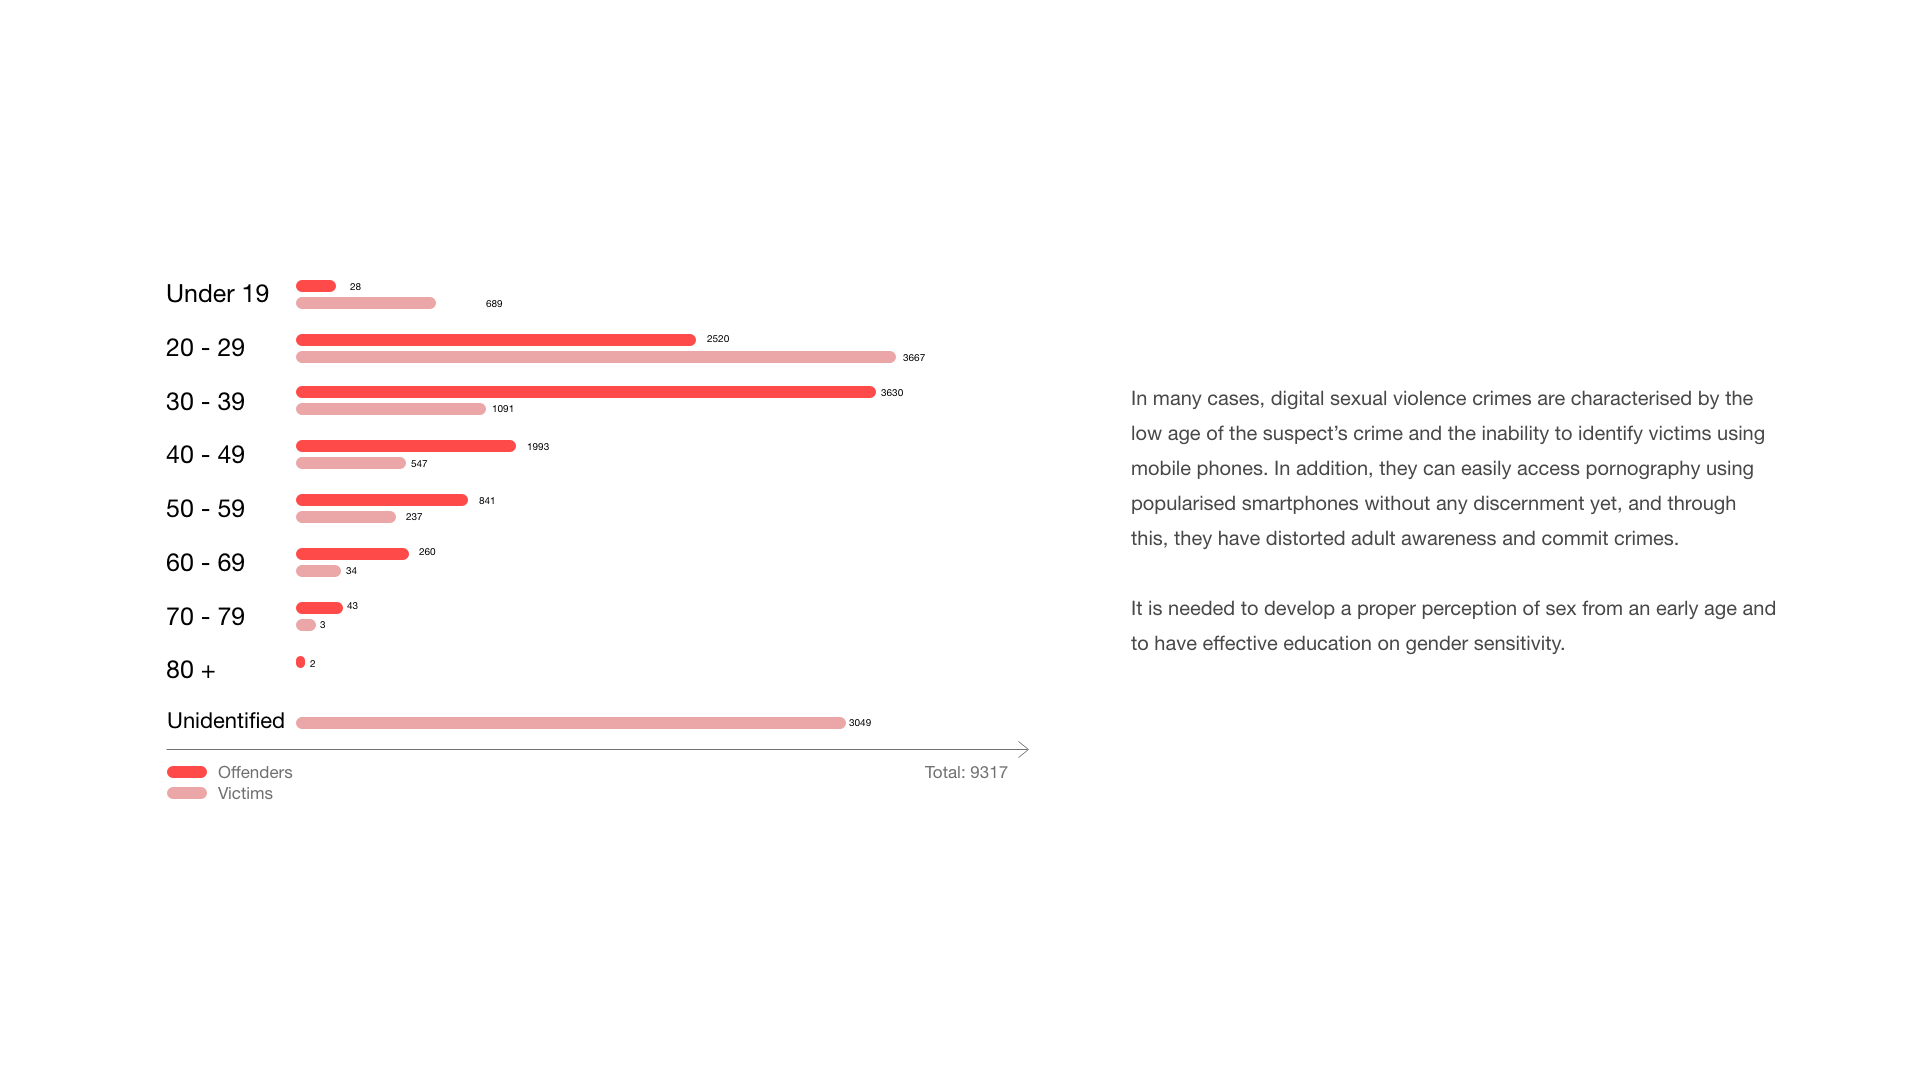 Under 19
28
689
20 - 29
2520
3667
30 - 39
3630
1091
40 - 49
1993
547
50 - 59
841
237
60 - 69
260
34
70 - 79
43
3
80 +
2
Unidentified
3049
Offenders
Victims
Total: 9317
In many cases, digital sexual violence crimes are characterised by the
low age of the suspect’s crime and the inability to identify victims using
mobile phones. In addition, they can easily access pornography using
popularised smartphones without any discernment yet, and through
this, they have distorted adult awareness and commit crimes.
It is needed to develop a proper perception of sex from an early age and
to have effective education on gender sensitivity.